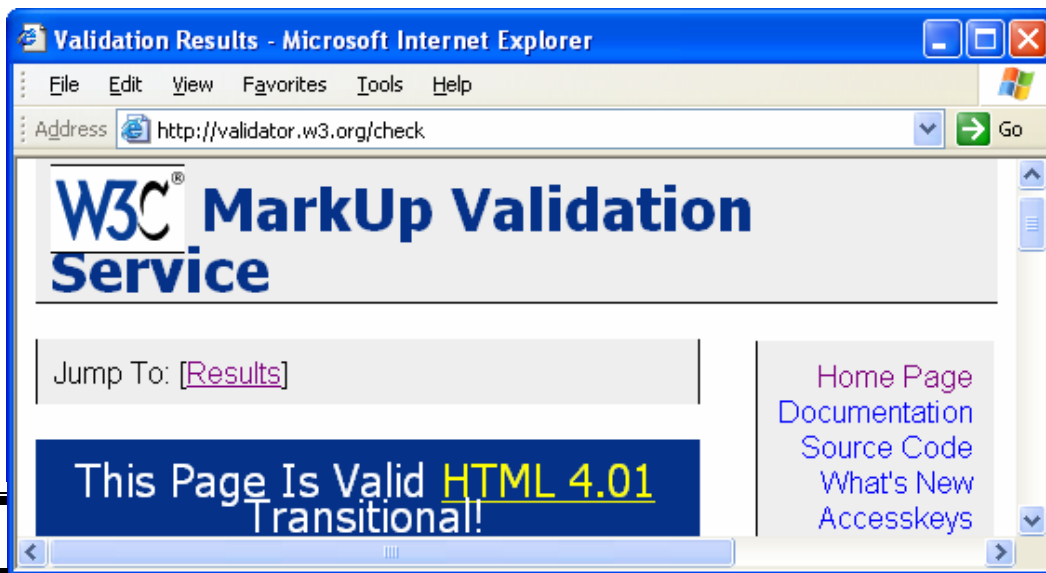 Validation Results - Microsoft Internet Explorer
File Edit View Favorites Tools Help
Address http://validator.w3.org/check Go
W3C® MarkUp Validation
Service
Jump To: [Results]
Home Page
Documentation
Source Code
What's New
Accesskeys
This Page Is Valid HTML 4.01
Transitional!